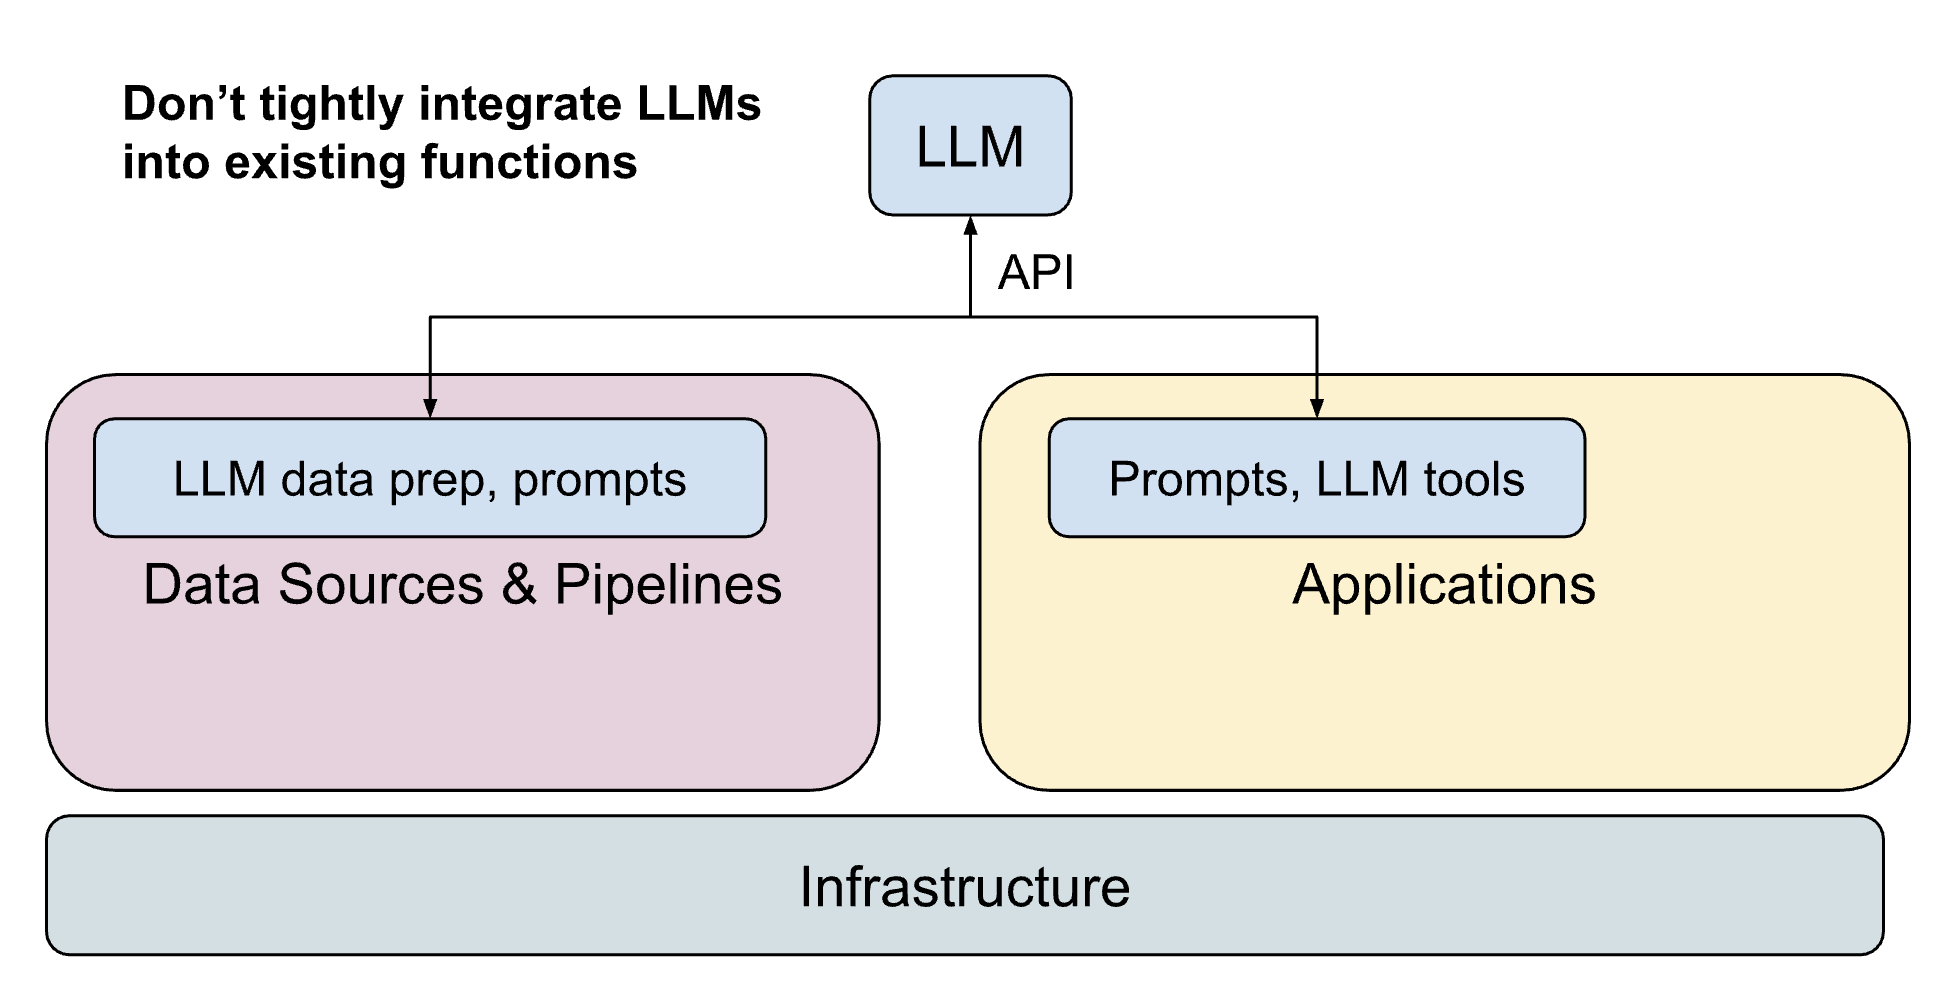 Don’t tightly integrate LLMs
into existing functions
LLM
API
LLM data prep, prompts
Data Sources & Pipelines
Prompts, LLM tools
Applications
Infrastructure